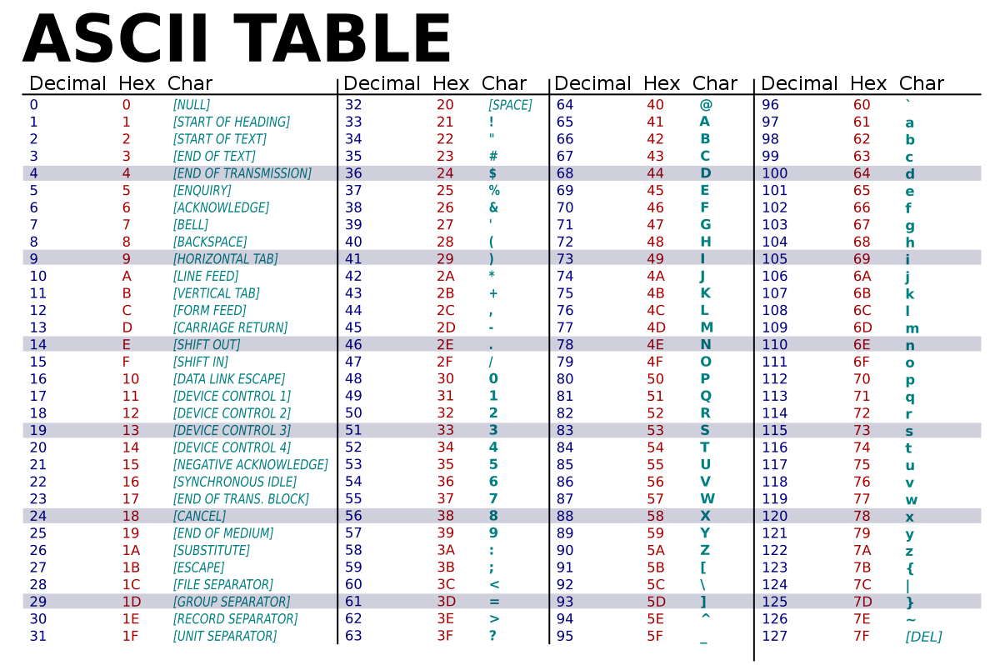 ASCII TABLE
Decimal Hex Char Decimal Hex Char Decimal Hex Char Decimal Hex Char
0 0 [NULL] 32 20 [SPACE] 64 40 @ 96 60 `
1 1 [START OF HEADING] 33 21 ! 65 41 A 97 61 a
2 2 [START OF TEXT] 34 22 " 66 42 B 98 62 b
3 3 [END OF TEXT] 35 23 # 67 43 C 99 63 c
4 4 [END OF TRANSMISSION] 36 24 $ 68 44 D 100 64 d
5 5 [ENQUIRY] 37 25 % 69 45 E 101 65 e
6 6 [ACKNOWLEDGE] 38 26 & 70 46 F 102 66 f
7 7 [BELL] 39 27 ' 71 47 G 103 67 g
8 8 [BACKSPACE] 40 28 ( 72 48 H 104 68 h
9 9 [HORIZONTAL TAB] 41 29 ) 73 49 I 105 69 i
10 A [LINE FEED] 42 2A * 74 4A J 106 6A j
11 B [VERTICAL TAB] 43 2B + 75 4B K 107 6B k
12 C [FORM FEED] 44 2C , 76 4C L 108 6C l
13 D [CARRIAGE RETURN] 45 2D - 77 4D M 109 6D m
14 E [SHIFT OUT] 46 2E . 78 4E N 110 6E n
15 F [SHIFT IN] 47 2F / 79 4F O 111 6F o
16 10 [DATA LINK ESCAPE] 48 30 0 80 50 P 112 70 p
17 11 [DEVICE CONTROL 1] 49 31 1 81 51 Q 113 71 q
18 12 [DEVICE CONTROL 2] 50 32 2 82 52 R 114 72 r
19 13 [DEVICE CONTROL 3] 51 33 3 83 53 S 115 73 s
20 14 [DEVICE CONTROL 4] 52 34 4 84 54 T 116 74 t
21 15 [NEGATIVE ACKNOWLEDGE] 53 35 5 85 55 U 117 75 u
22 16 [SYNCHRONOUS IDLE] 54 36 6 86 56 V 118 76 v
23 17 [END OF TRANS. BLOCK] 55 37 7 87 57 W 119 77 w
24 18 [CANCEL] 56 38 8 88 58 X 120 78 x
25 19 [END OF MEDIUM] 57 39 9 89 59 Y 121 79 y
26 1A [SUBSTITUTE] 58 3A : 90 5A Z 122 7A z
27 1B [ESCAPE] 59 3B ; 91 5B [ 123 7B {
28 1C [FILE SEPARATOR] 60 3C < 92 5C \ 124 7C |
29 1D [GROUP SEPARATOR] 61 3D = 93 5D ] 125 7D }
30 1E [RECORD SEPARATOR] 62 3E > 94 5E ^ 126 7E ~
31 1F [UNIT SEPARATOR] 63 3F ? 95 5F _ 127 7F [DEL]